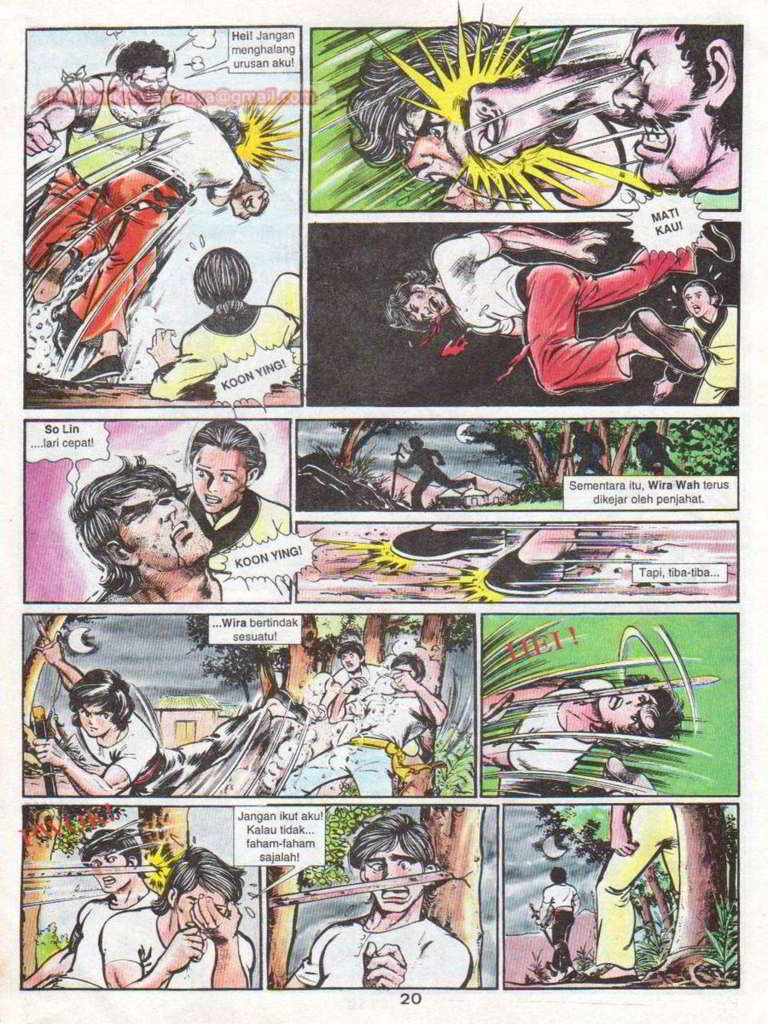 Hei! Jangan
menghalang
urusan aku!
KOON YING!
MATI
KAU!
So Lin
....lari cepat!
KOON YING!
Sementara itu, Wira Wah terus
dikejar oleh penjahat.
Tapi, tiba-tiba...
...Wira bertindak
sesuatu!
HEI!
Jangan ikut aku!
Kalau tidak...
faham-faham
sajalah!
20